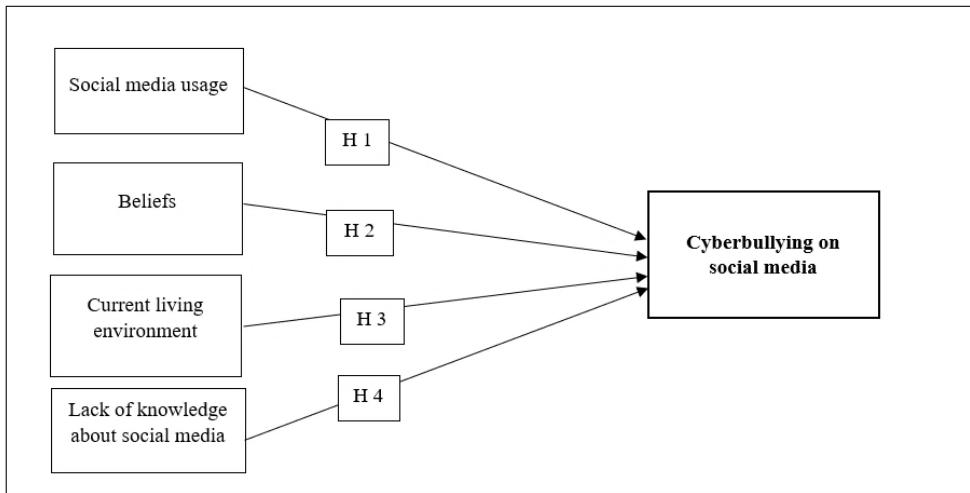 Social media usage
H 1
Beliefs
H 2
Cyberbullying on
social media
Current living
environment
H 3
Lack of knowledge
about social media
H 4